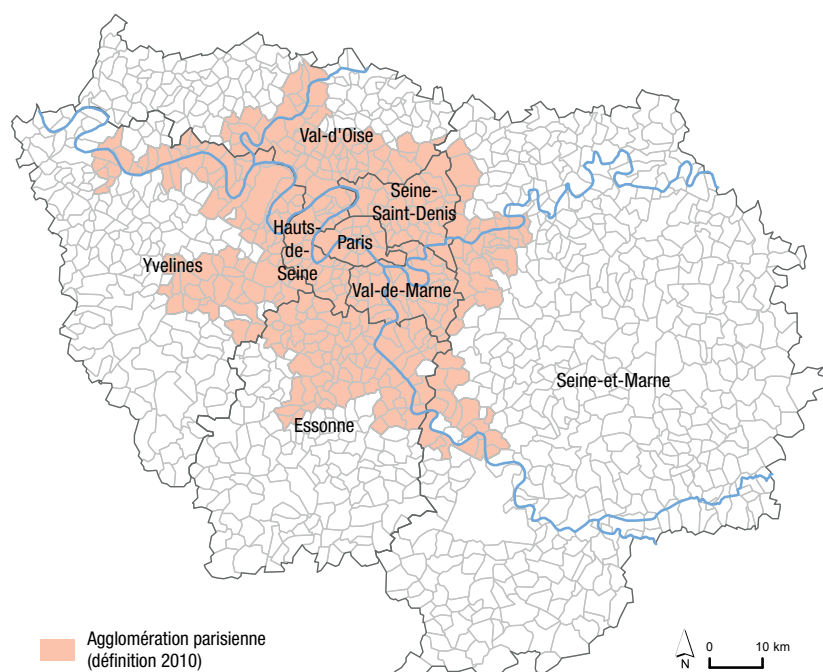 Val-d'Oise
Seine-
Saint-Denis
Hauts-
de-
Seine
Paris
Yvelines
Val-de-Marne
Seine-et-Marne
Essonne
Agglomération parisienne
(définition 2010)
N
0 10 km